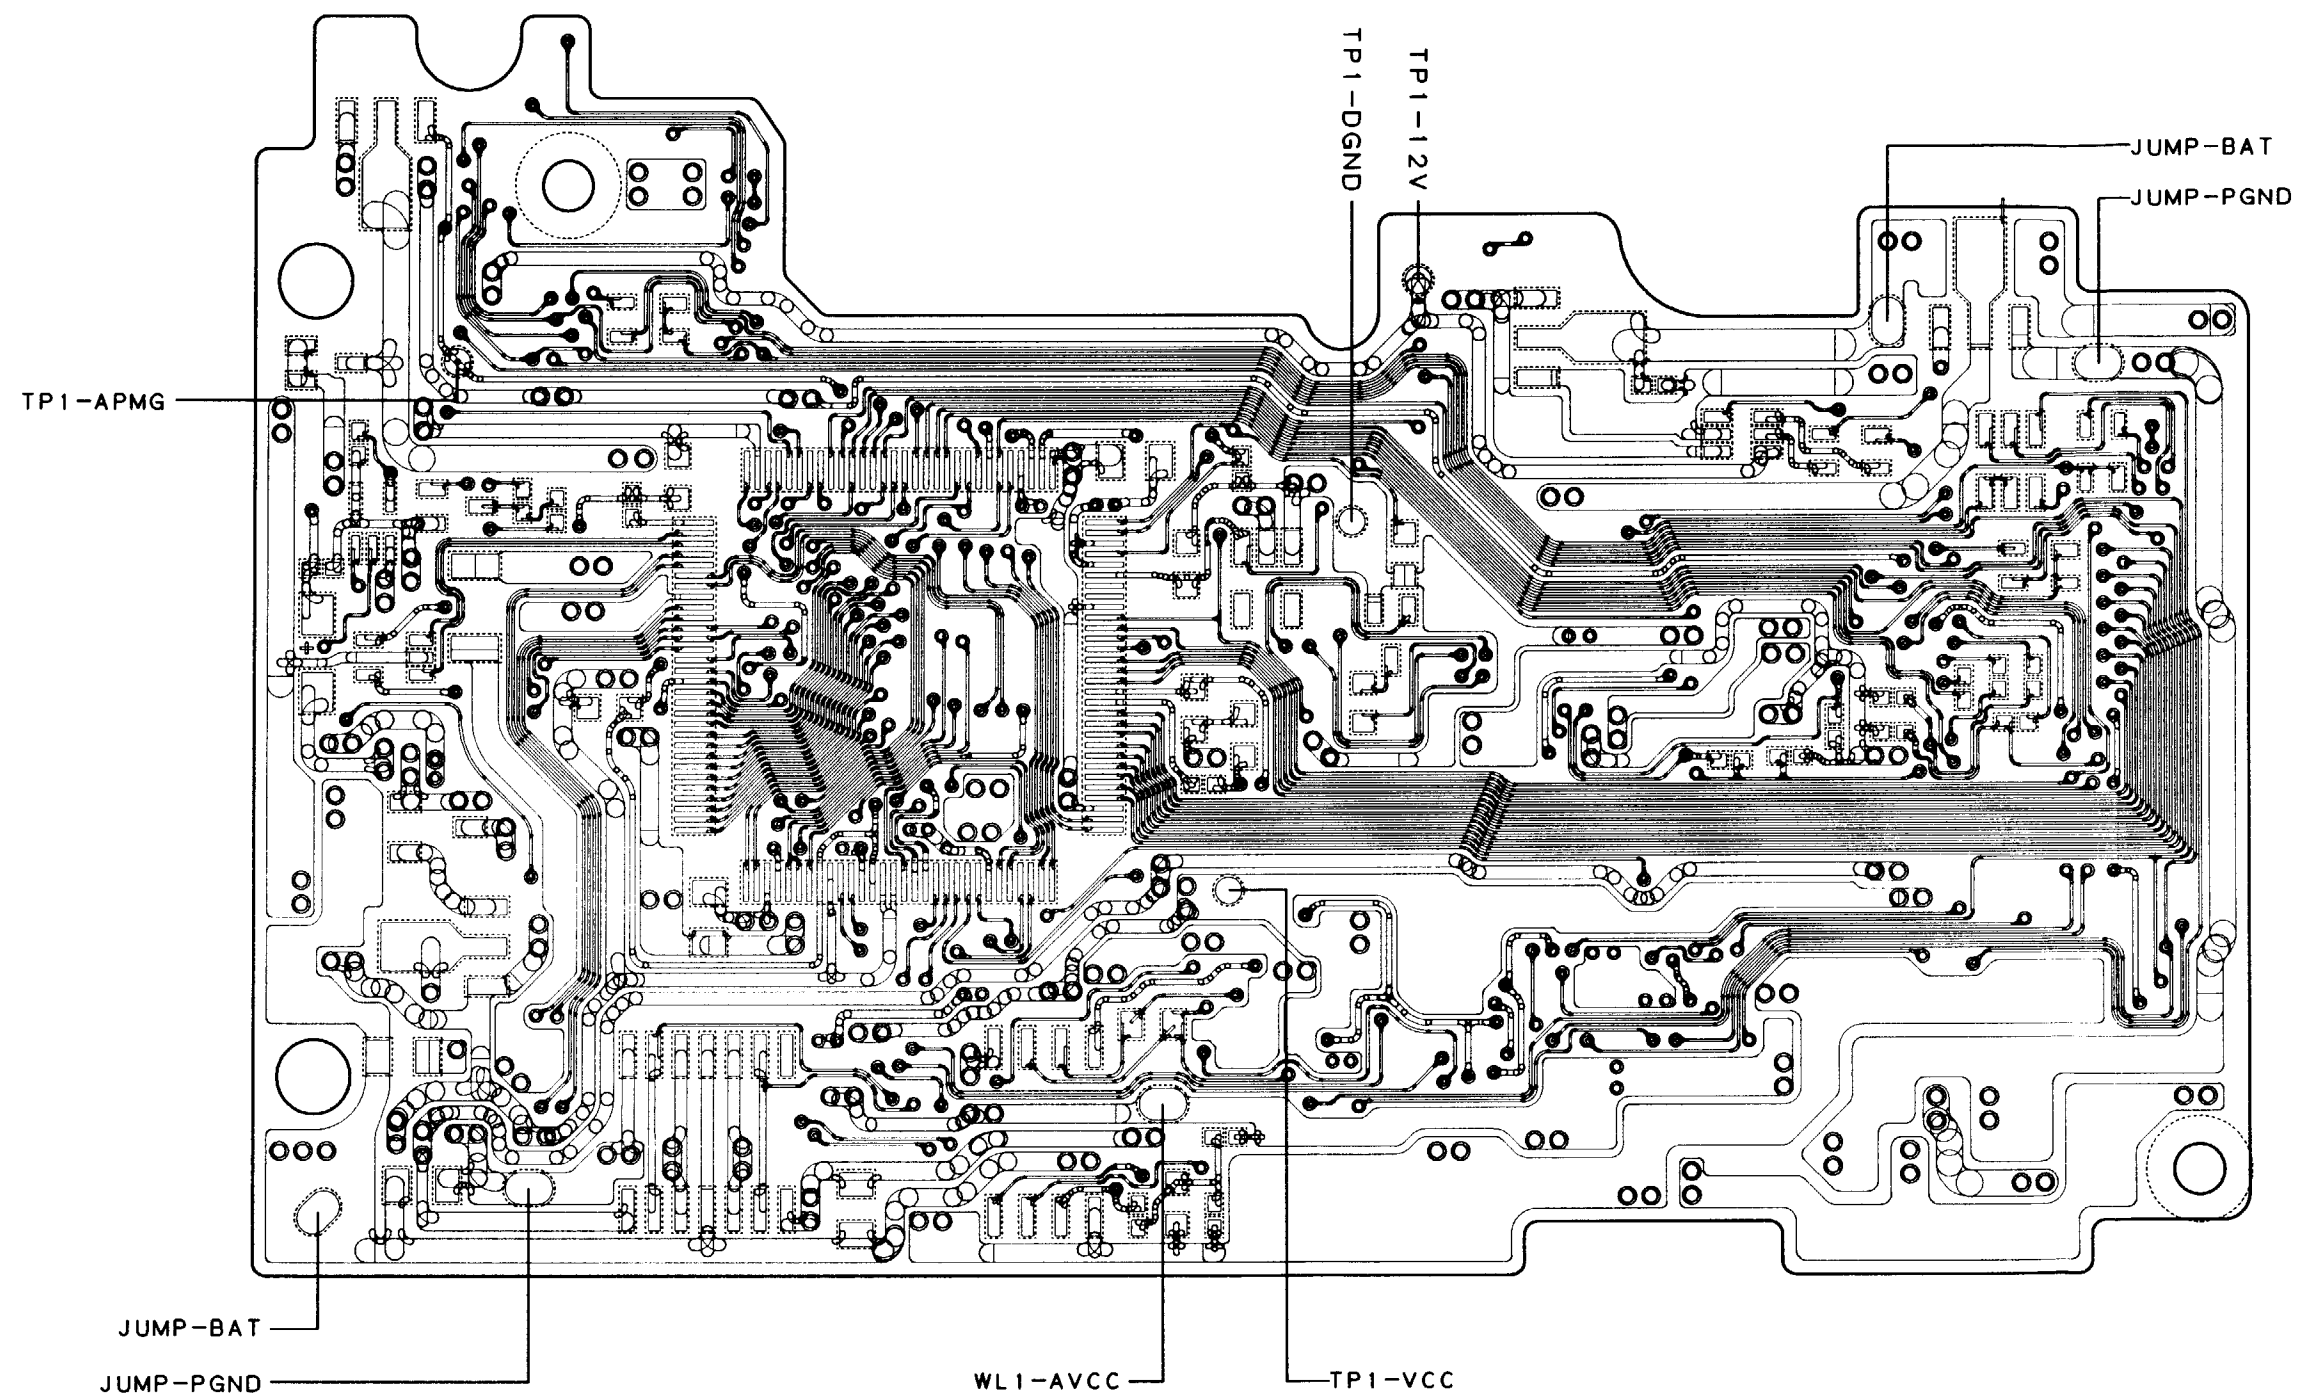 TP1-DGND
TP1-12V
JUMP-BAT
JUMP-PGND
TP1-APMG
JUMP-BAT
JUMP-PGND
WL1-AVCC
TP1-VCC